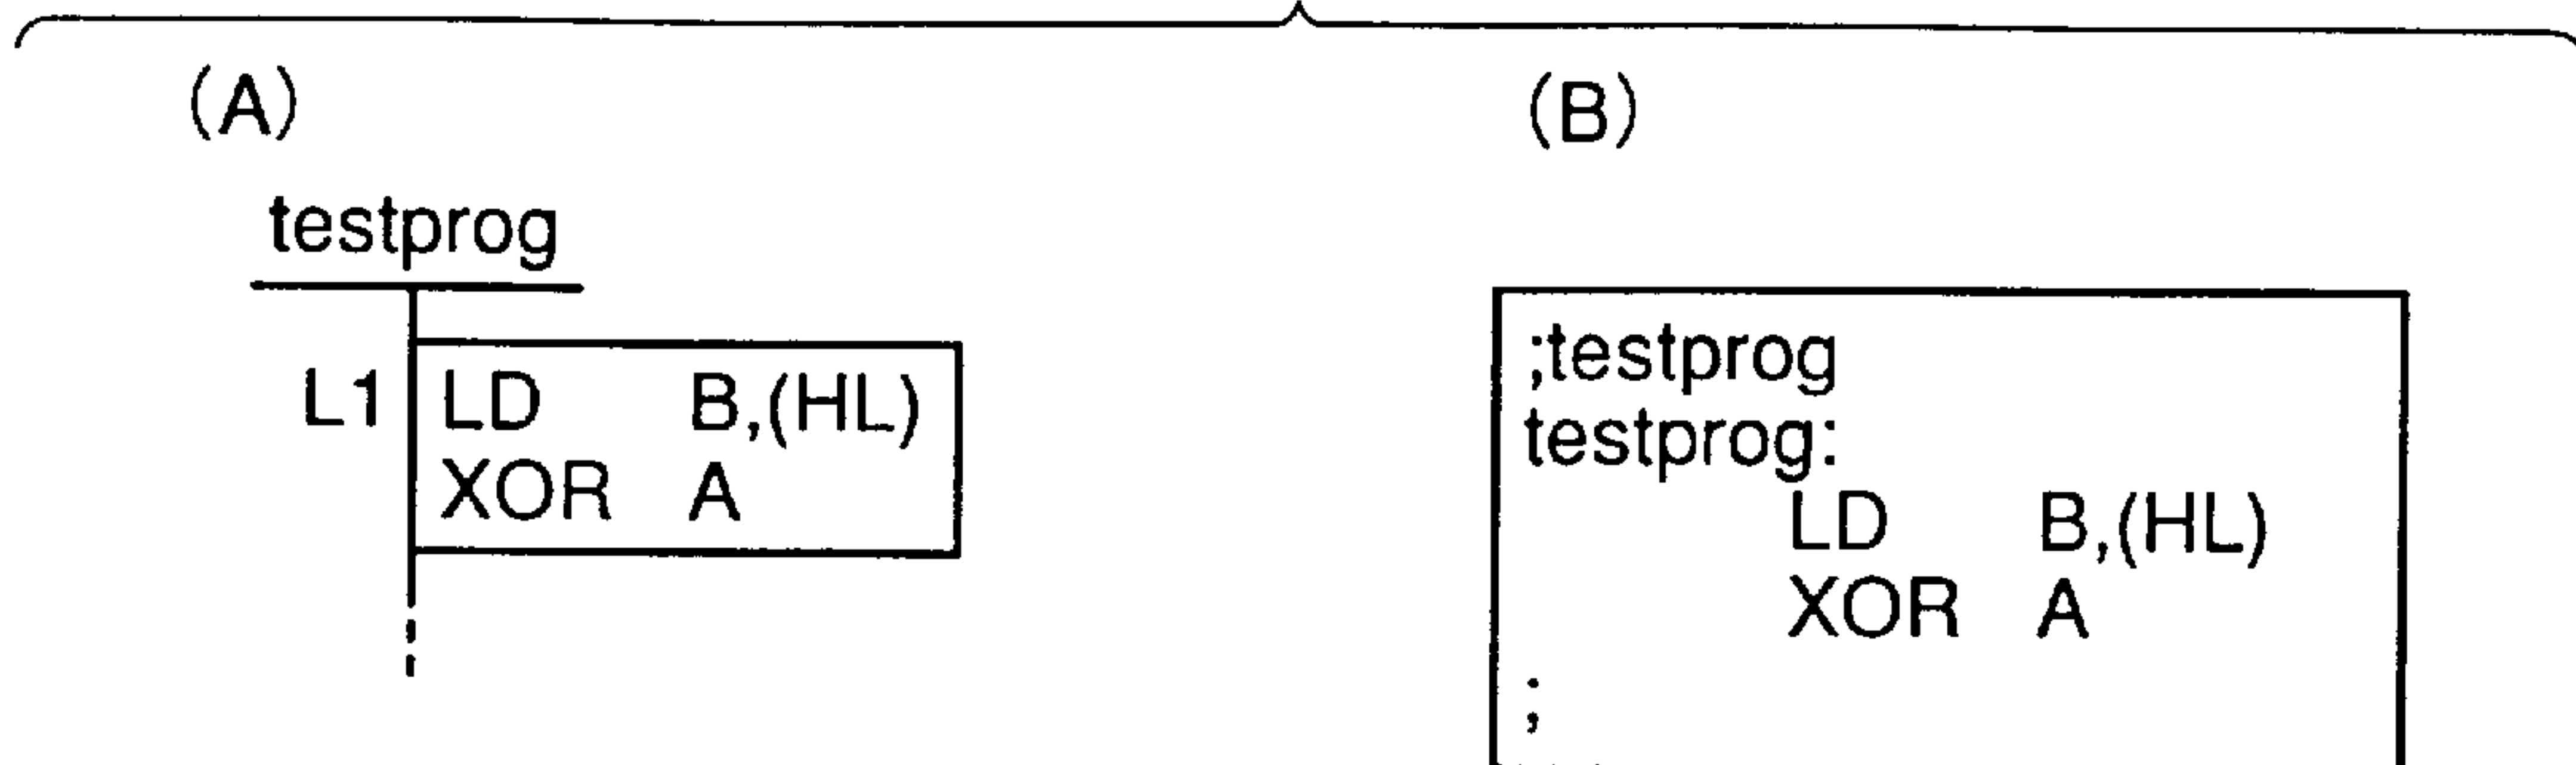 (A)
testprog
L1 LD B,(HL)
XOR A
(B)
;testprog
testprog:
LD B,(HL)
XOR A
;